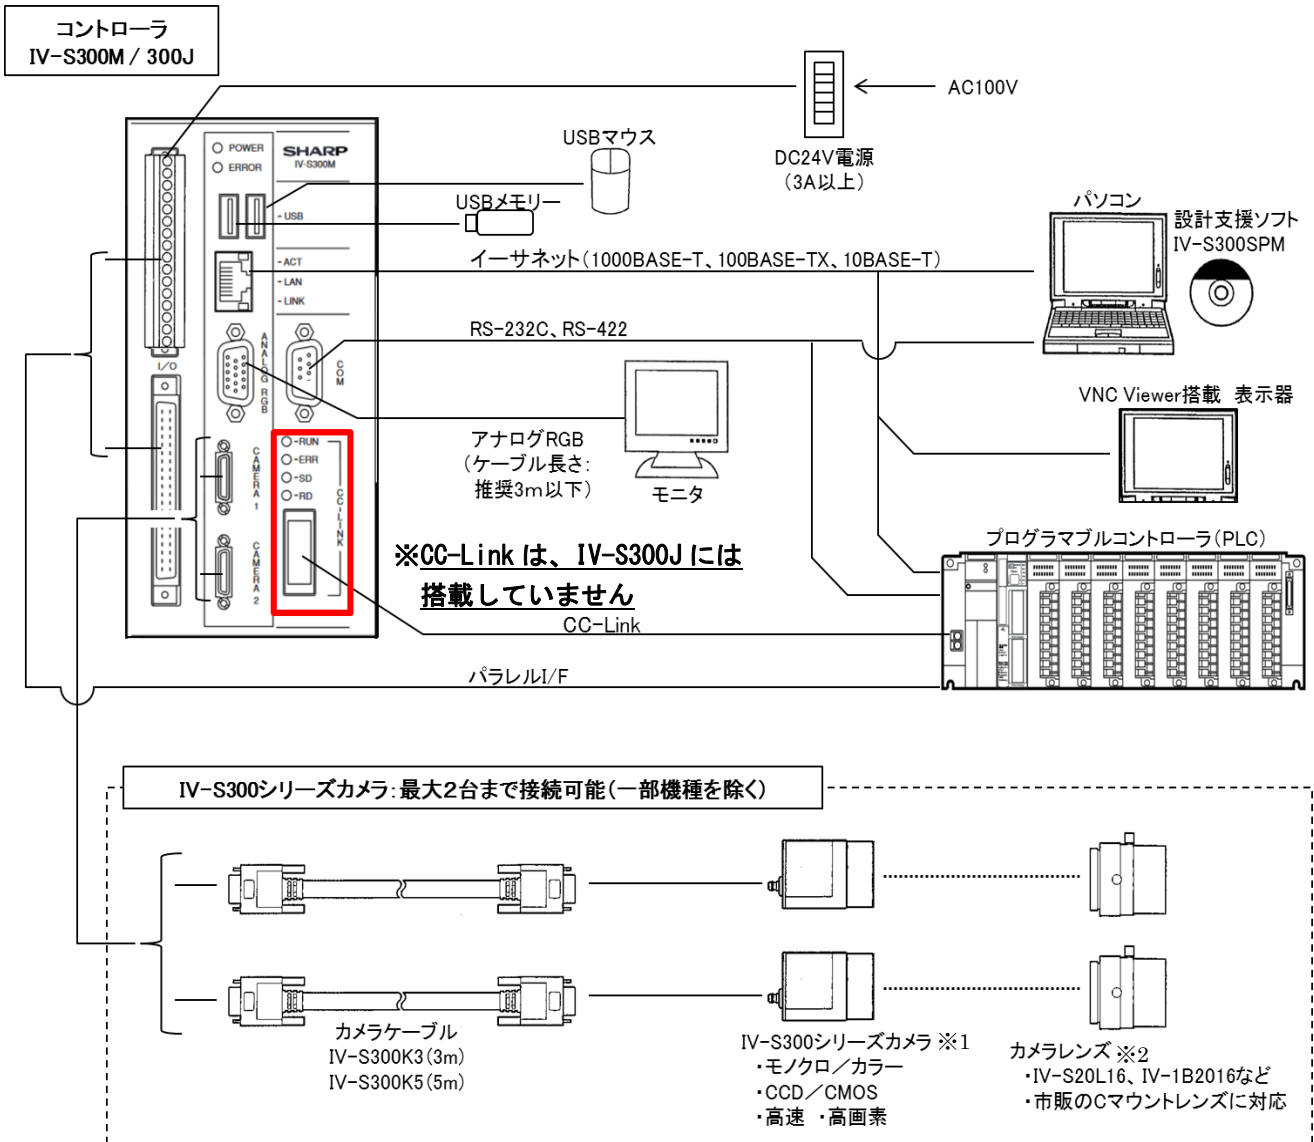 コントローラ
IV-S300M / 300J
AC100V
DC24V電源
(3A以上)
POWER
ERROR
SHARP
IV-S300M
- USB
- ACT
- LAN
- LINK
I/O
ANALOG RGB
COM
CAMERA 1
CAMERA 2
-RUN
-ERR
-SD
-RD
CC-LINK
USBマウス
USBメモリー
イーサネット(1000BASE-T、100BASE-TX、10BASE-T)
パソコン
設計支援ソフト
IV-S300SPM
RS-232C、RS-422
アナログRGB
(ケーブル長さ:
推奨3m以下)
モニタ
VNC Viewer搭載 表示器
※CC-Link は、IV-S300J には
搭載していません
CC-Link
プログラマブルコントローラ(PLC)
パラレルI/F
IV-S300シリーズカメラ:最大2台まで接続可能(一部機種を除く)
カメラケーブル
IV-S300K3(3m)
IV-S300K5(5m)
IV-S300シリーズカメラ ※1
・モノクロ/カラー
・CCD/CMOS
・高速 ・高画素
カメラレンズ ※2
・IV-S20L16、IV-1B2016など
・市販のCマウントレンズに対応